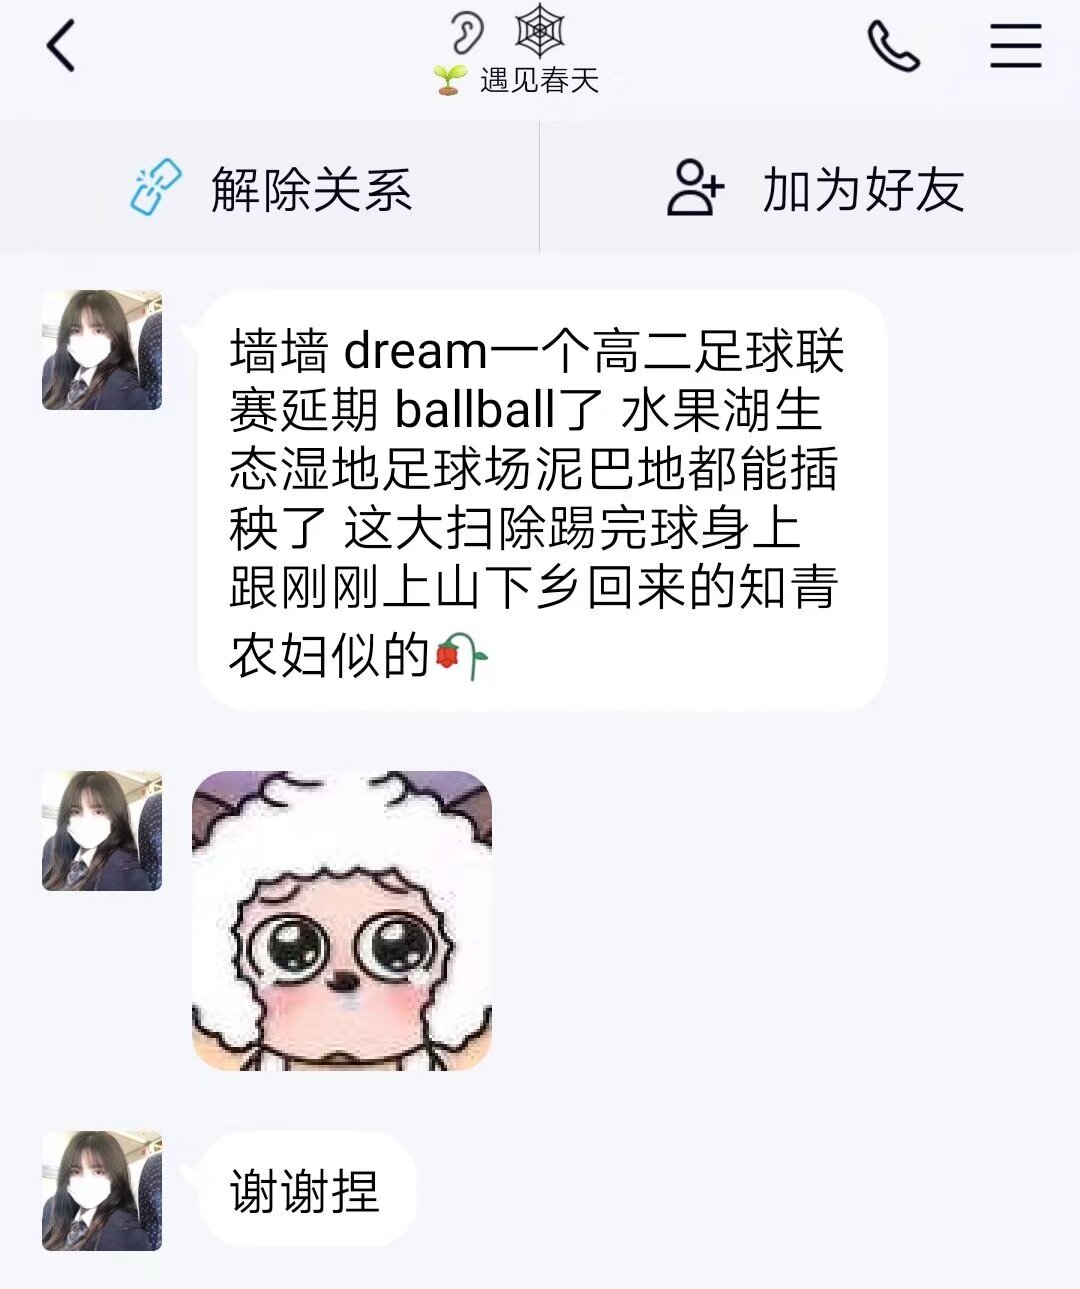 遇见春天
解除关系
加为好友
墙墙 dream一个高二足球联
赛延期 ballball了 水果湖生
态湿地足球场泥巴地都能插
秧了 这大扫除踢完球身上
跟刚刚上山下乡回来的知青
农妇似的🥀
谢谢捏